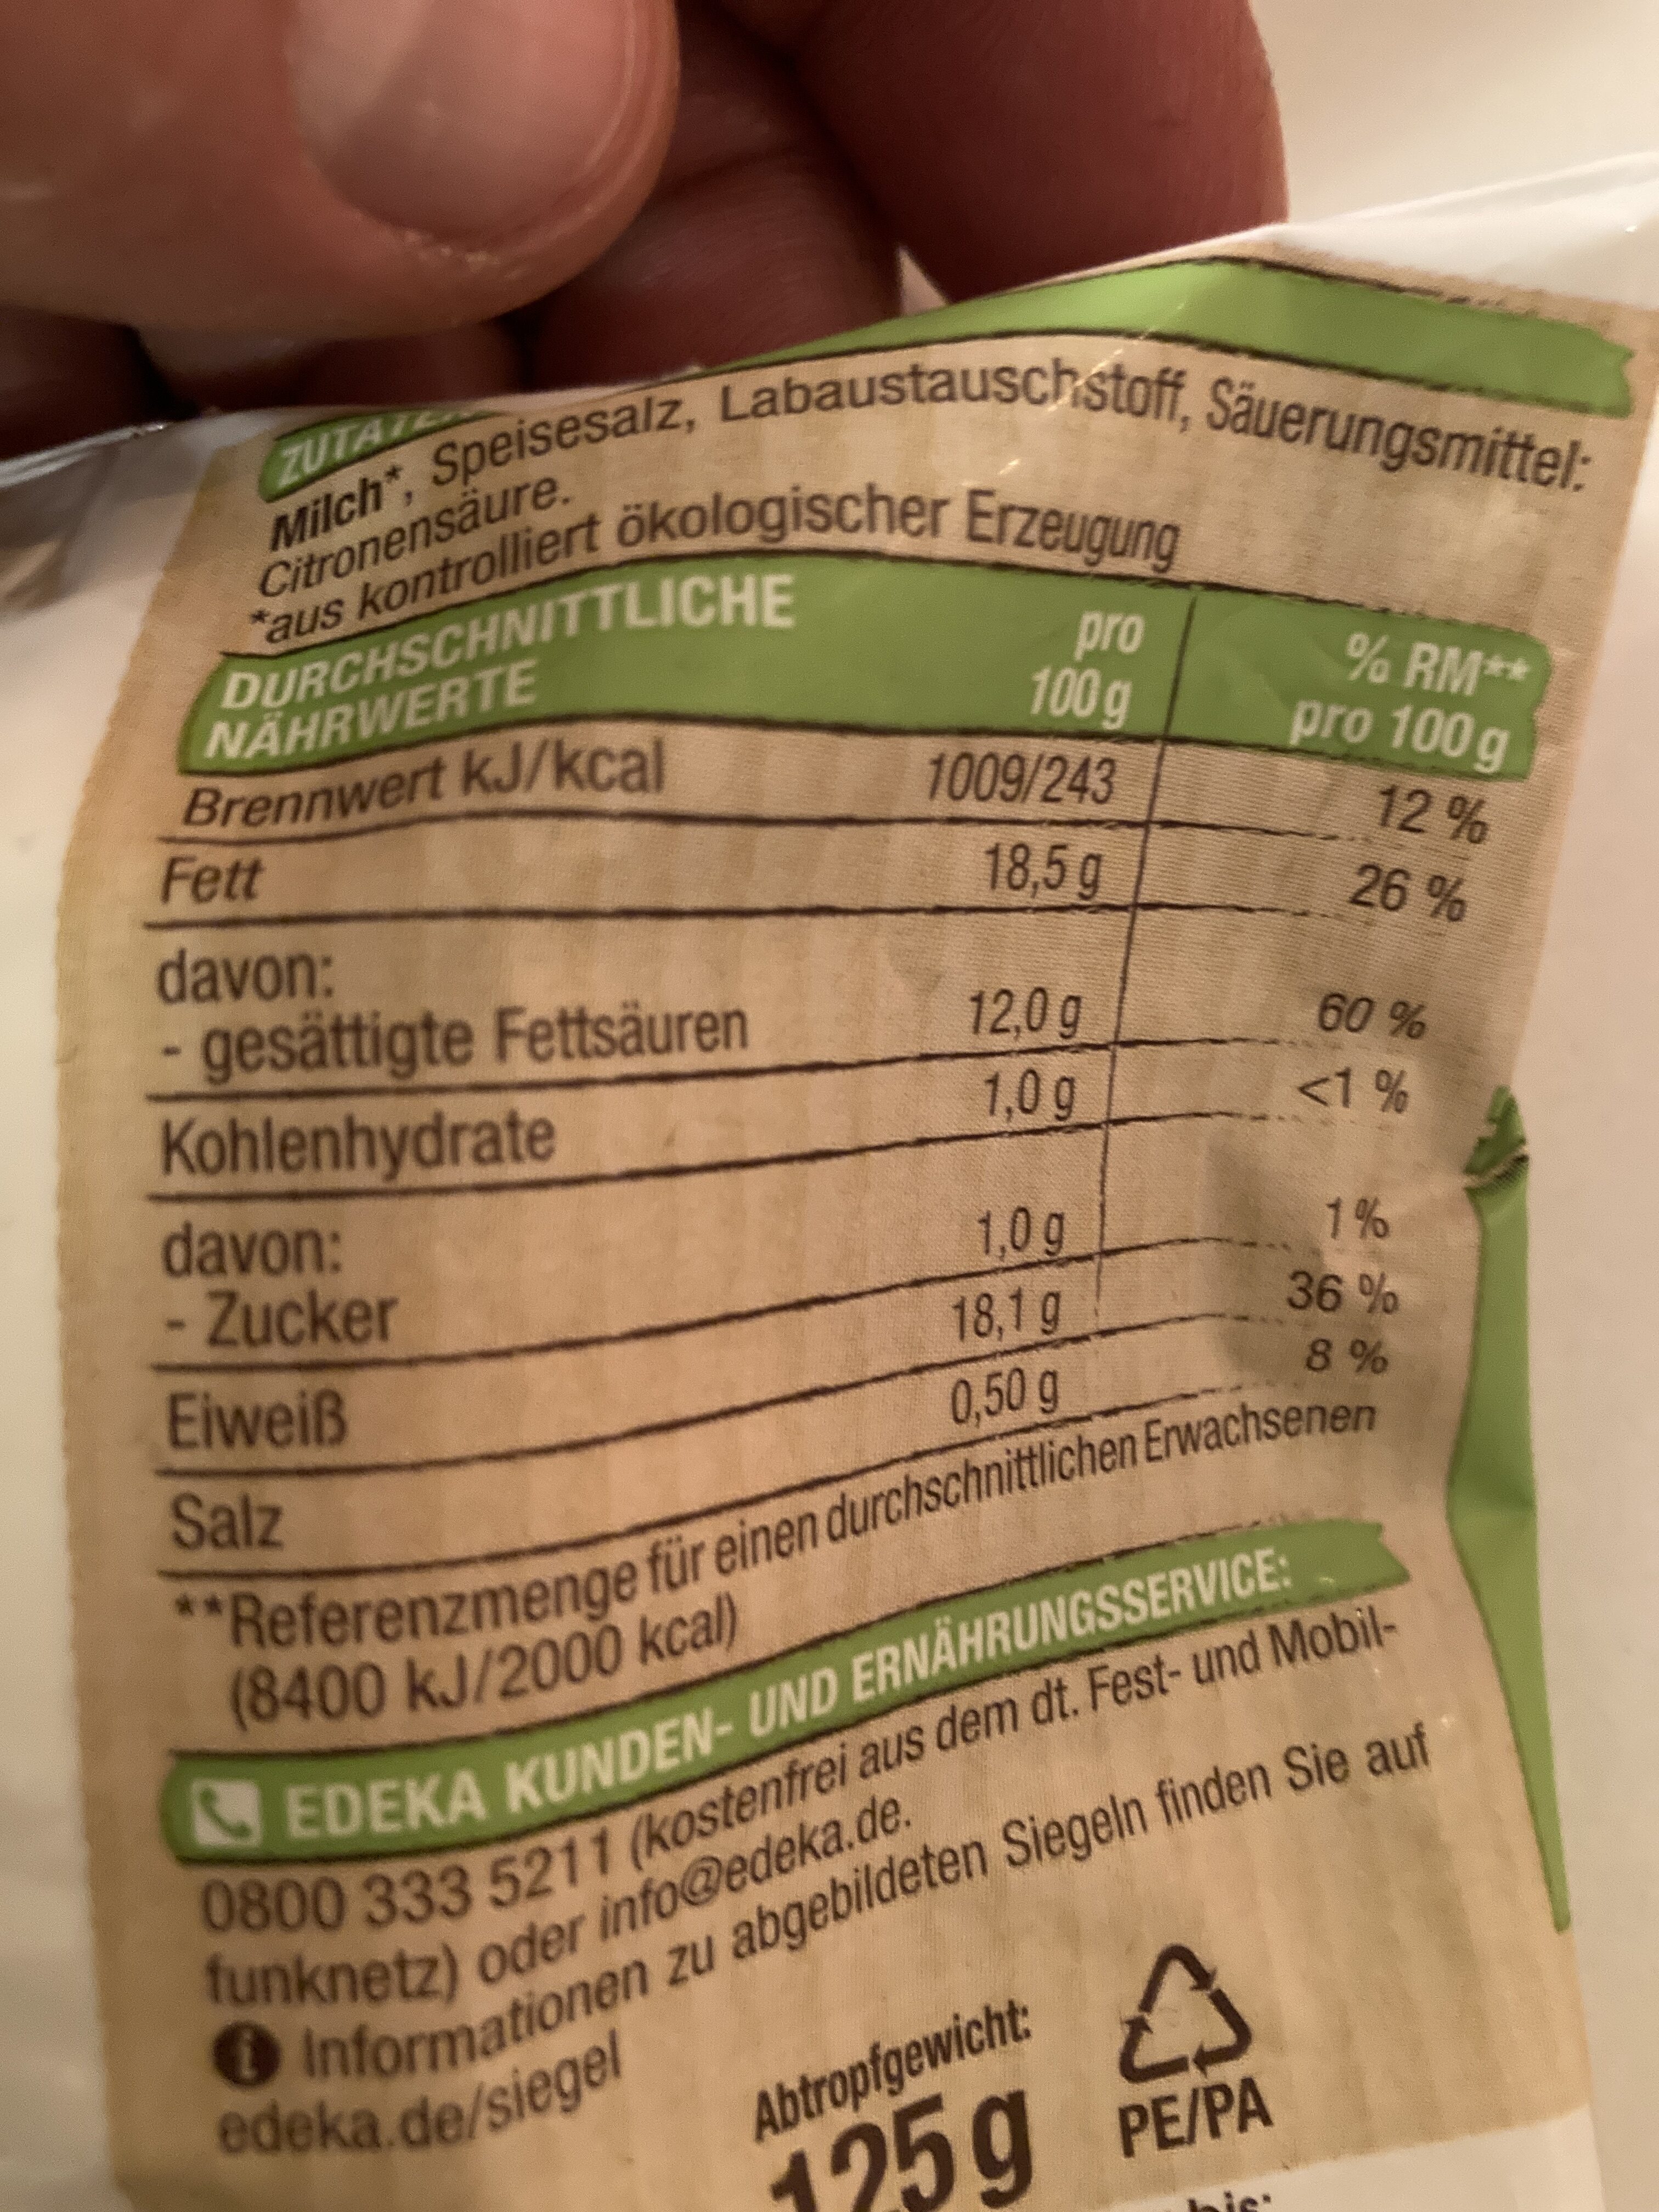 Milch*, Speisesalz, Labaustauschstoff, Säuerungsmittel:
Citronensäure.
*aus kontrolliert ökologischer Erzeugung
DURCHSCHNITTLICHE NÄHRWERTE pro 100 g % RM** pro 100 g
Brennwert kJ/kcal 1009/243 12 %
Fett 18,5 g 26 %
davon:
- gesättigte Fettsäuren 12,0 g 60 %
Kohlenhydrate 1,0 g <1 %
davon:
- Zucker 1,0 g 1 %
Eiweiß 18,1 g 36 %
Salz 0,50 g 8 %
**Referenzmenge für einen durchschnittlichen Erwachsenen
(8400 kJ/2000 kcal)
EDEKA KUNDEN- UND ERNÄHRUNGSSERVICE:
0800 333 5211 (kostenfrei aus dem dt. Fest- und Mobil-
funknetz) oder info@edeka.de.
i Informationen zu abgebildeten Siegeln finden Sie auf
edeka.de/siegel
Abtropfgewicht:
125 g
PE/PA